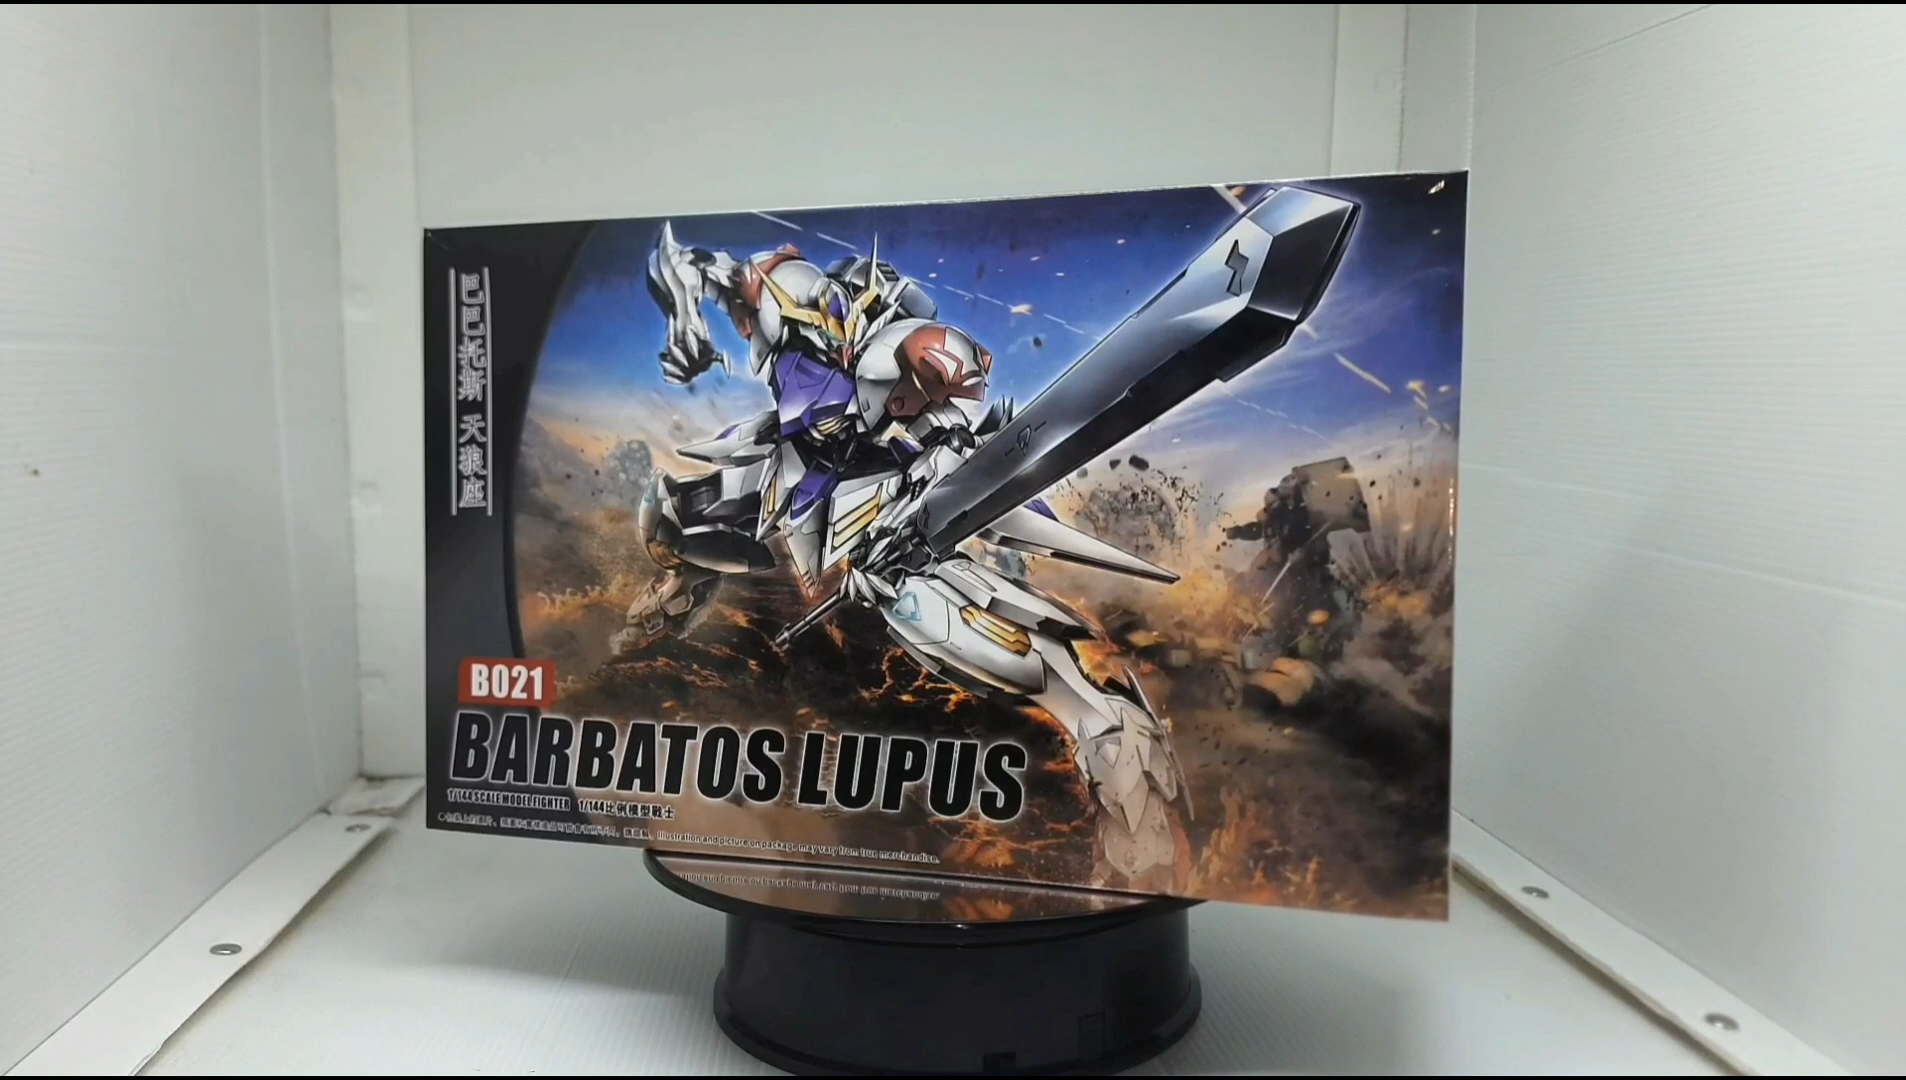 巴巴托斯 天狼座
B021
BARBATOS LUPUS
1/144 SCALE MODEL FIGHTER 1/144比例模型戰士
Illustration and picture on package may vary from true merchandise.